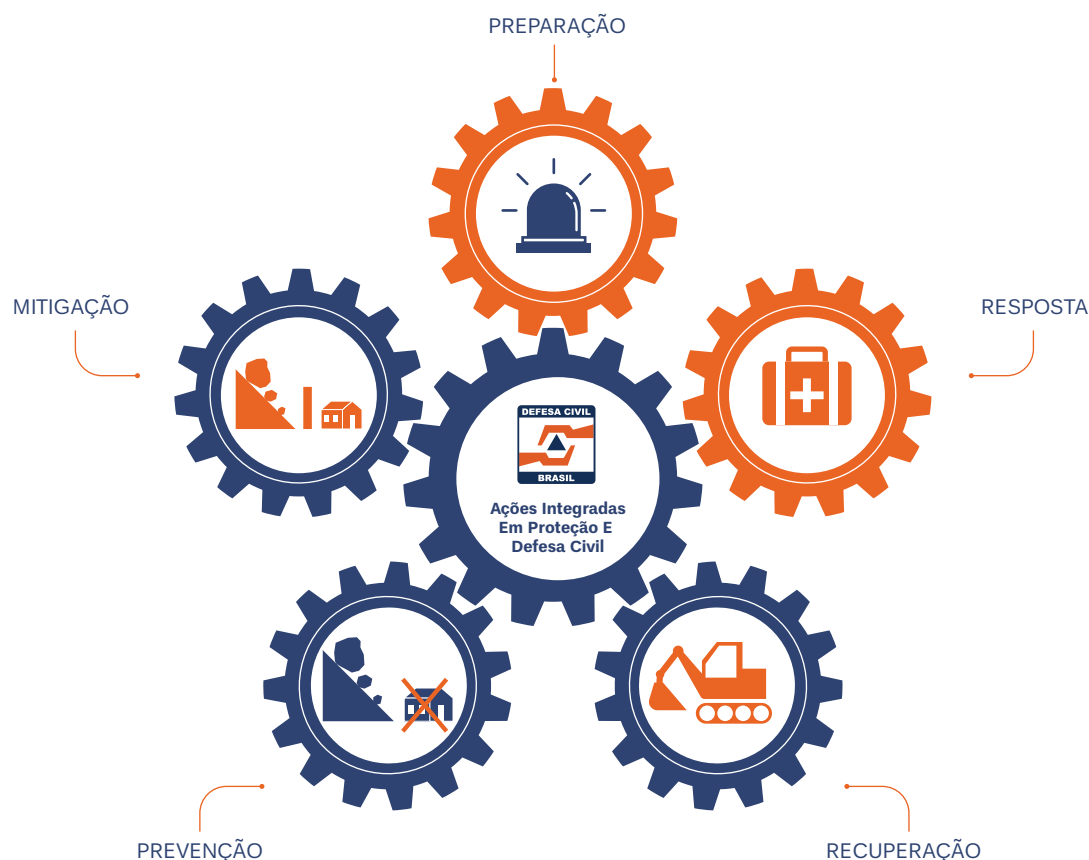 PREPARAÇÃO
MITIGAÇÃO
RESPOSTA
DEFESA CIVIL
BRASIL
Ações Integradas
Em Proteção E
Defesa Civil
PREVENÇÃO
RECUPERAÇÃO